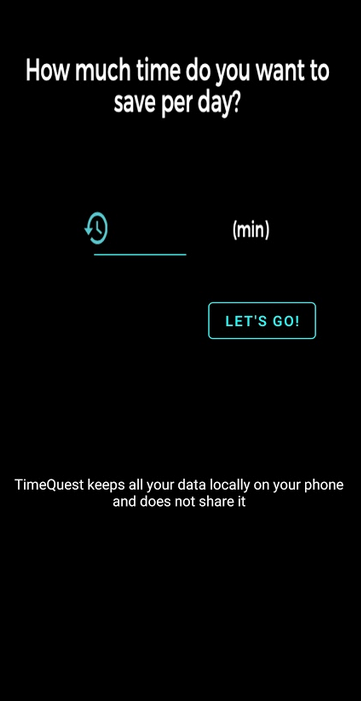 How much time do you want to
save per day?
(min)
LET'S GO!
TimeQuest keeps all your data locally on your phone
and does not share it